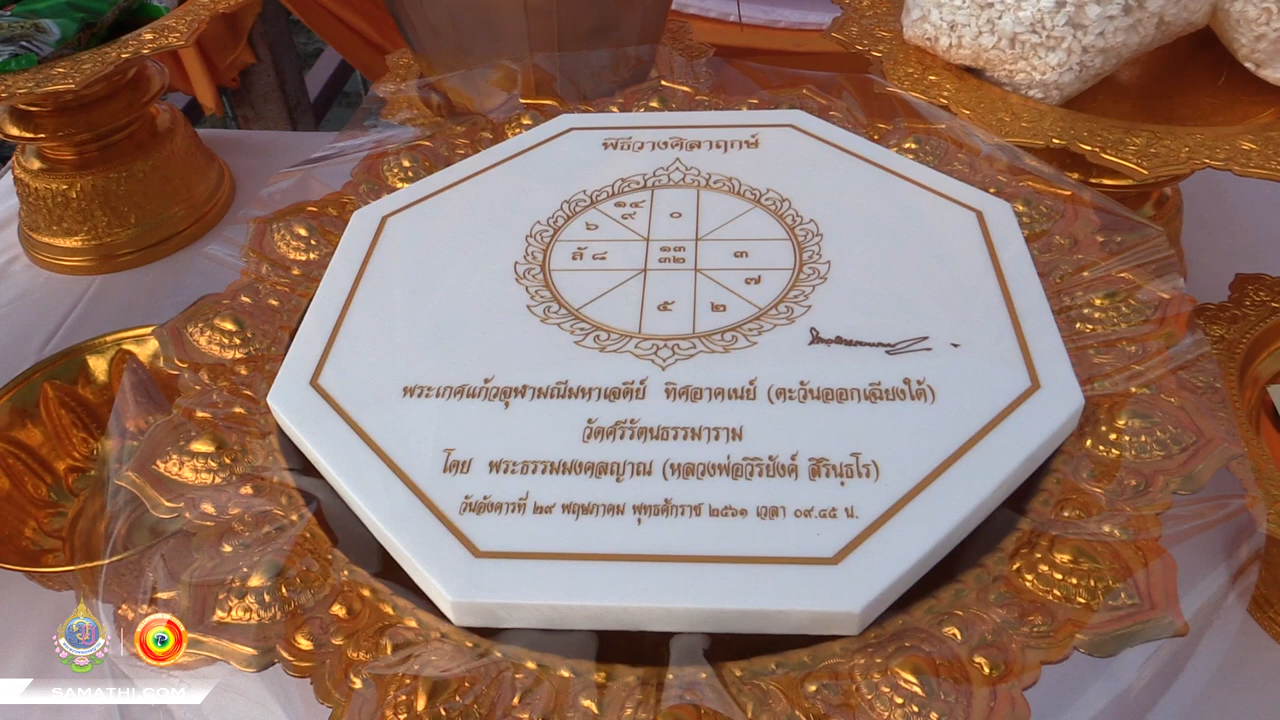 พิธีวางศิลาฤกษ์
๑๔ ๐
๖ ๙
ลั ๘ ๑๓ ๓
๓๒
๗
๕ ๒
พระเกศแก้วจุฬามณีมหาเจดีย์ ทิศอาคเนย์ (ตะวันออกเฉียงใต้)
วัดศรีรัตนธรรมาราม
โดย พระธรรมมงคลญาณ (หลวงพ่อวิริยังค์ สิรินฺธโร)
วันอังคารที่ ๒๙ พฤษภาคม พุทธศักราช ๒๕๖๑ เวลา ๐๙.๔๕ น.
SAMATHI.COM